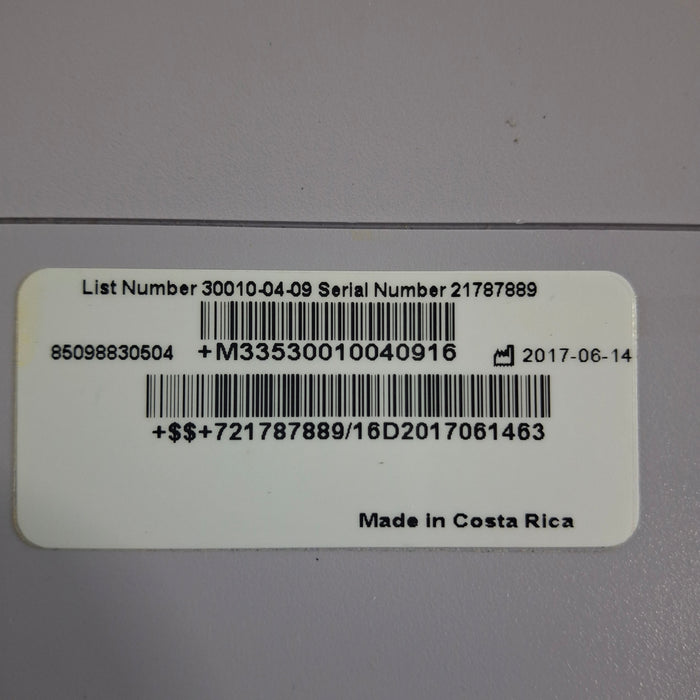 List Number 30010-04-09 Serial Number 21787889
85098830504 +M33530010040916 2017-06-14
+$$+721787889/16D2017061463
Made in Costa Rica